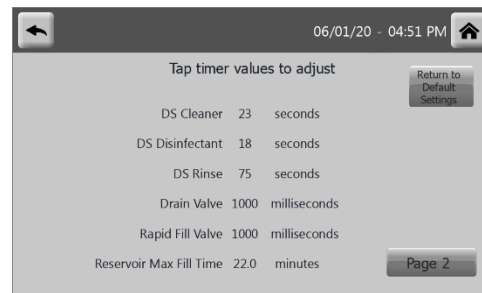 06/01/20 - 04:51 PM
Tap timer values to adjust
Return to
Default
Settings
DS Cleaner 23 seconds
DS Disinfectant 18 seconds
DS Rinse 75 seconds
Drain Valve 1000 milliseconds
Rapid Fill Valve 1000 milliseconds
Reservoir Max Fill Time 22.0 minutes
Page 2